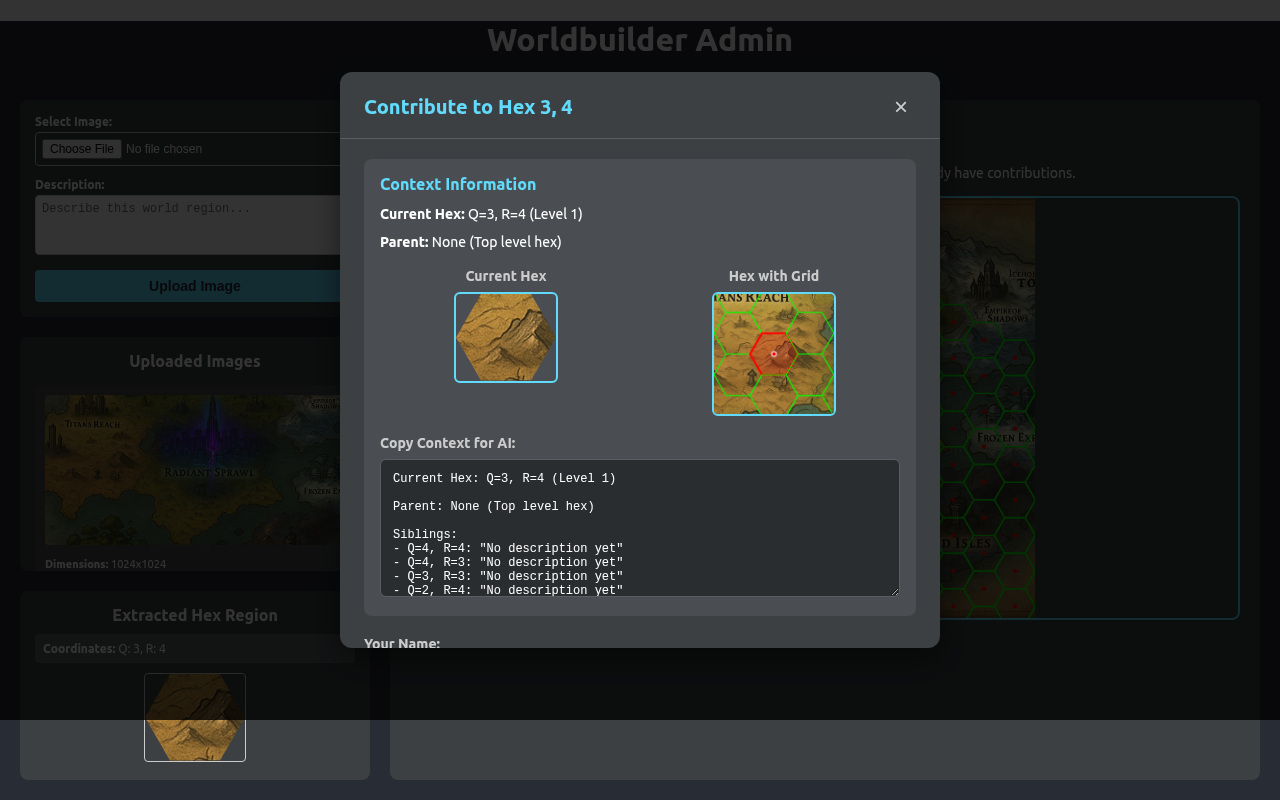 Worldbuilder Admin
Contribute to Hex 3, 4
×
Context Information
Current Hex: Q=3, R=4 (Level 1)
Parent: None (Top level hex)
Current Hex
Hex with Grid
TANS REACH
Copy Context for AI:
Current Hex: Q=3, R=4 (Level 1)
Parent: None (Top level hex)
Siblings:
- Q=4, R=4: "No description yet"
- Q=4, R=3: "No description yet"
- Q=3, R=3: "No description yet"
- Q=2, R=4: "No description yet"
Your Name:
Select Image:
Choose File No file chosen
Description:
Describe this world region...
Upload Image
Uploaded Images
TITANS REACH
RADIANT SPRAWL
SHADOWS
FROZEN EX
Dimensions: 1024x1024
Extracted Hex Region
Coordinates: Q: 3, R: 4
dy have contributions.
TO
EMPIRE OF
SHADOWS
FROZEN EX
D ISLES